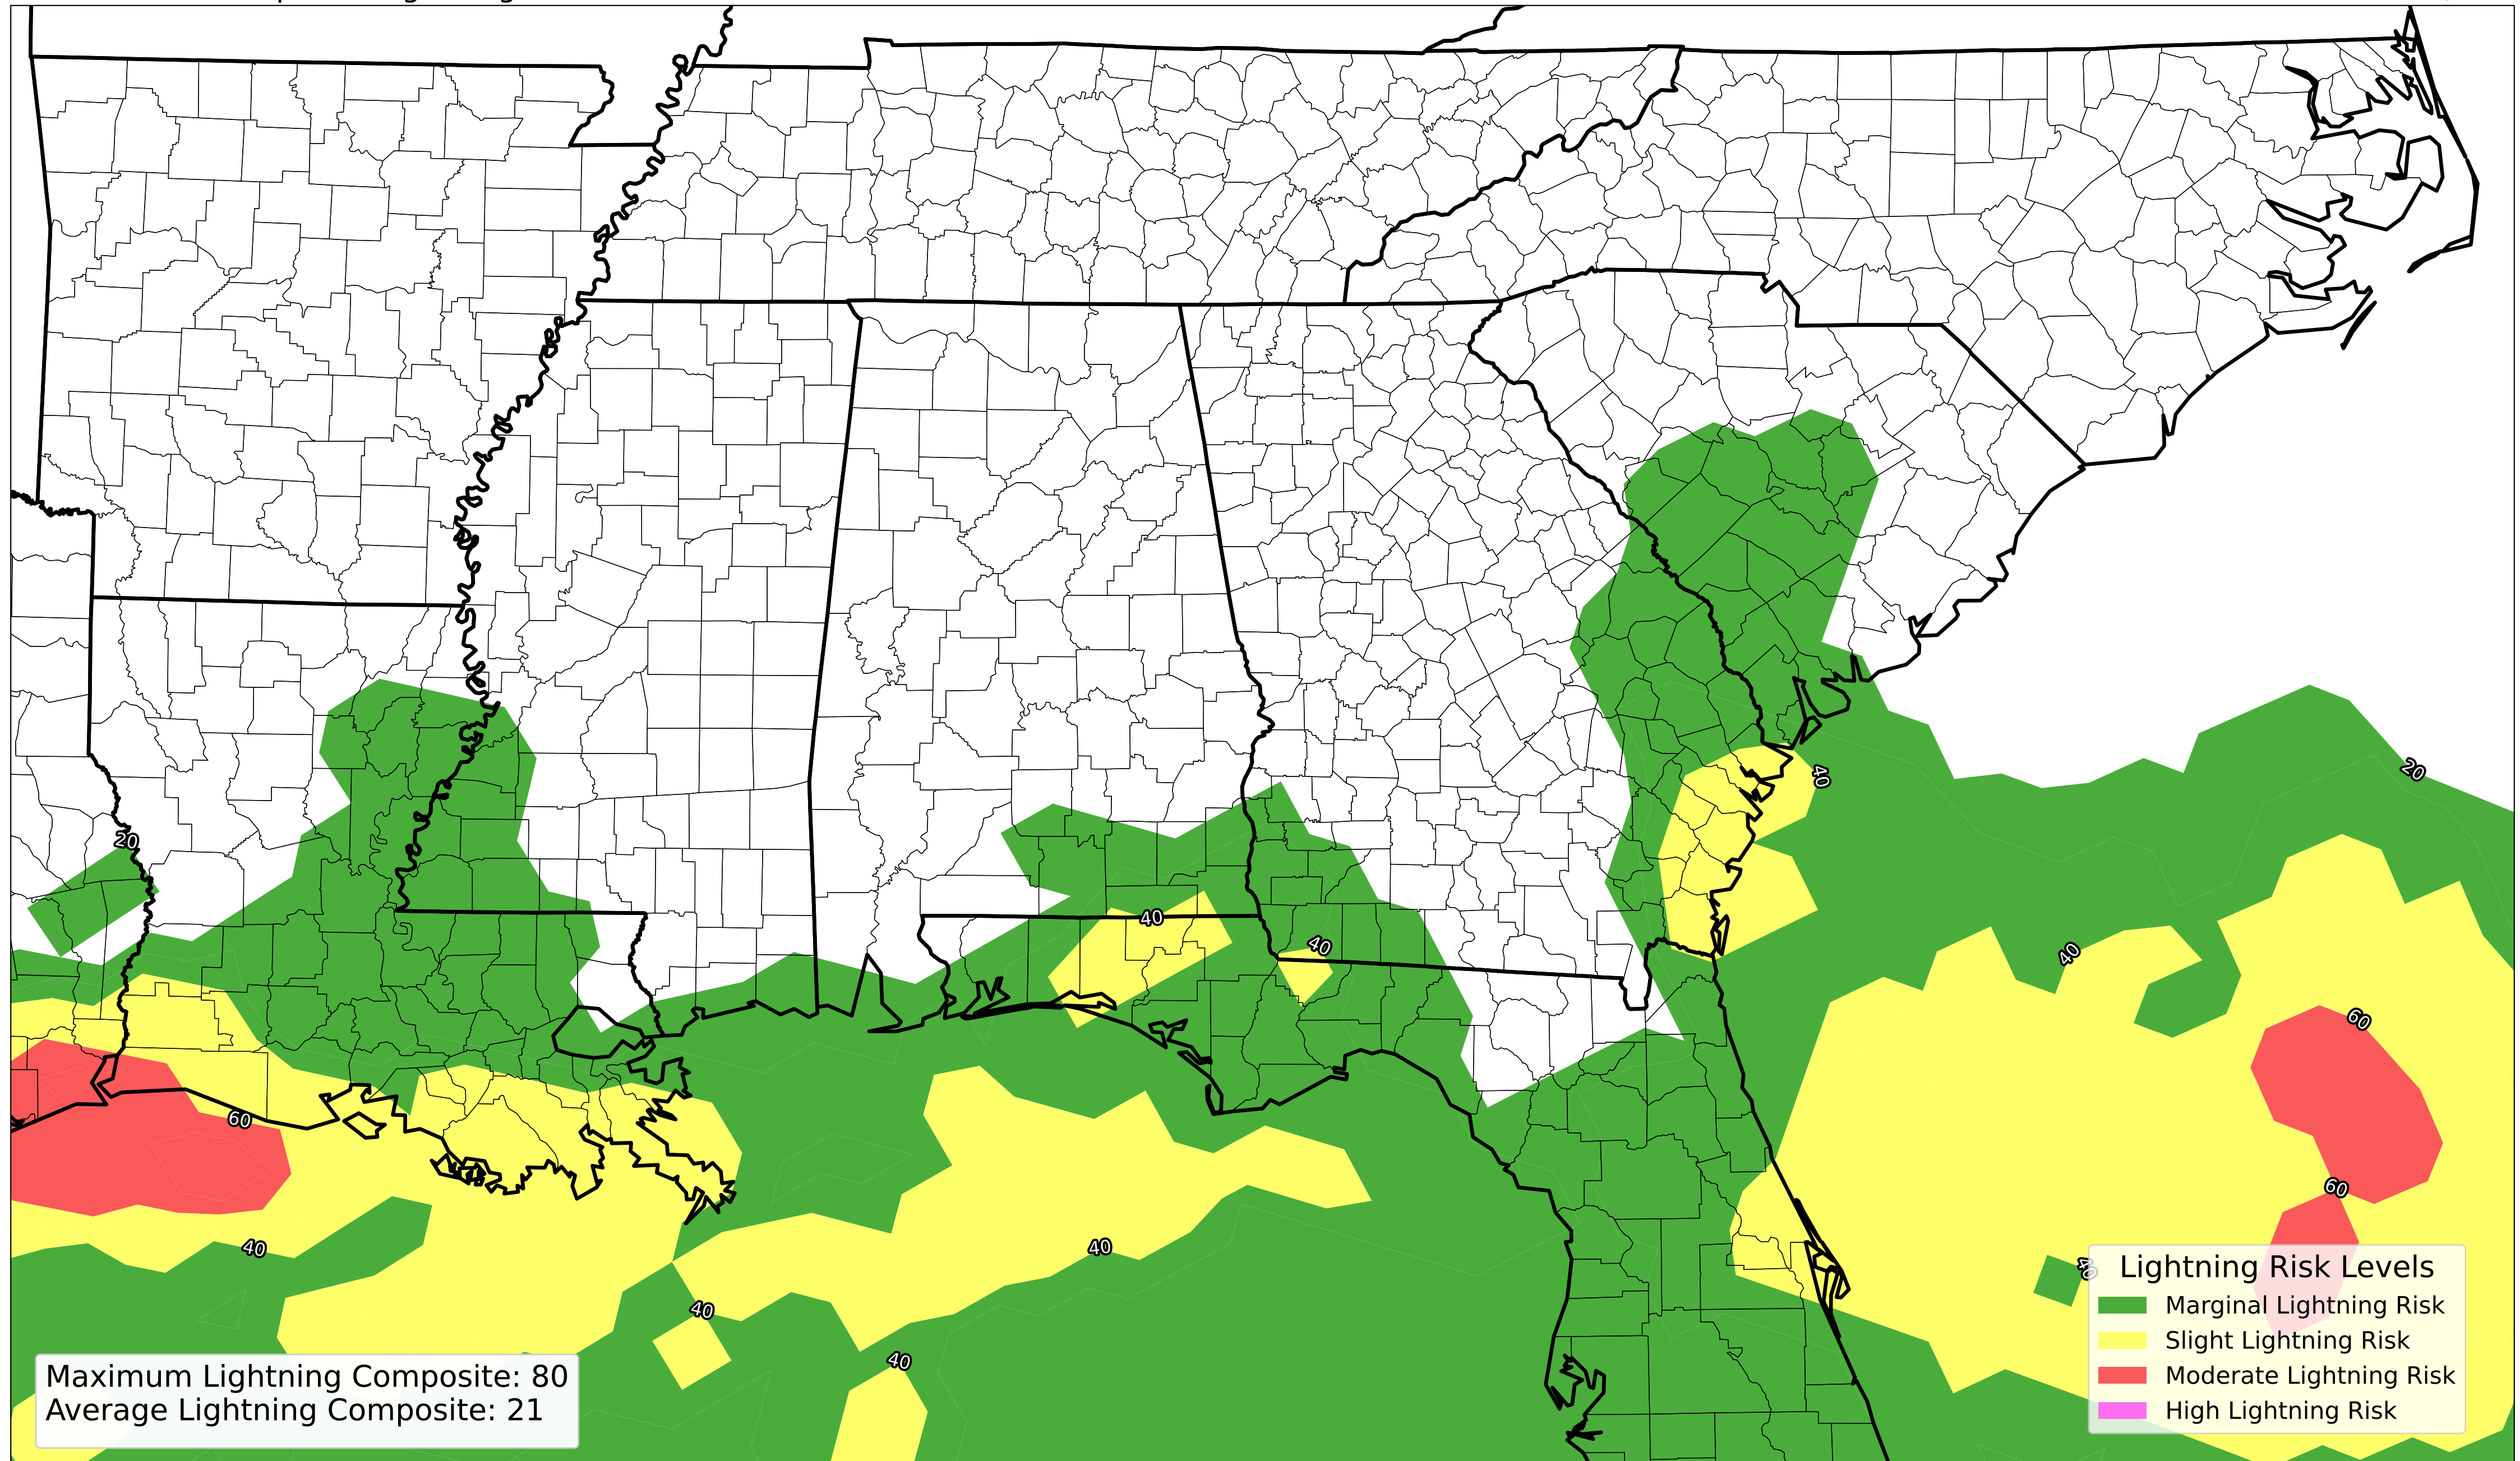 20
40
40
40
40
20
60
60
60
40
40
40
40
40
Lightning Risk Levels
Marginal Lightning Risk
Slight Lightning Risk
Moderate Lightning Risk
High Lightning Risk
Maximum Lightning Composite: 80
Average Lightning Composite: 21